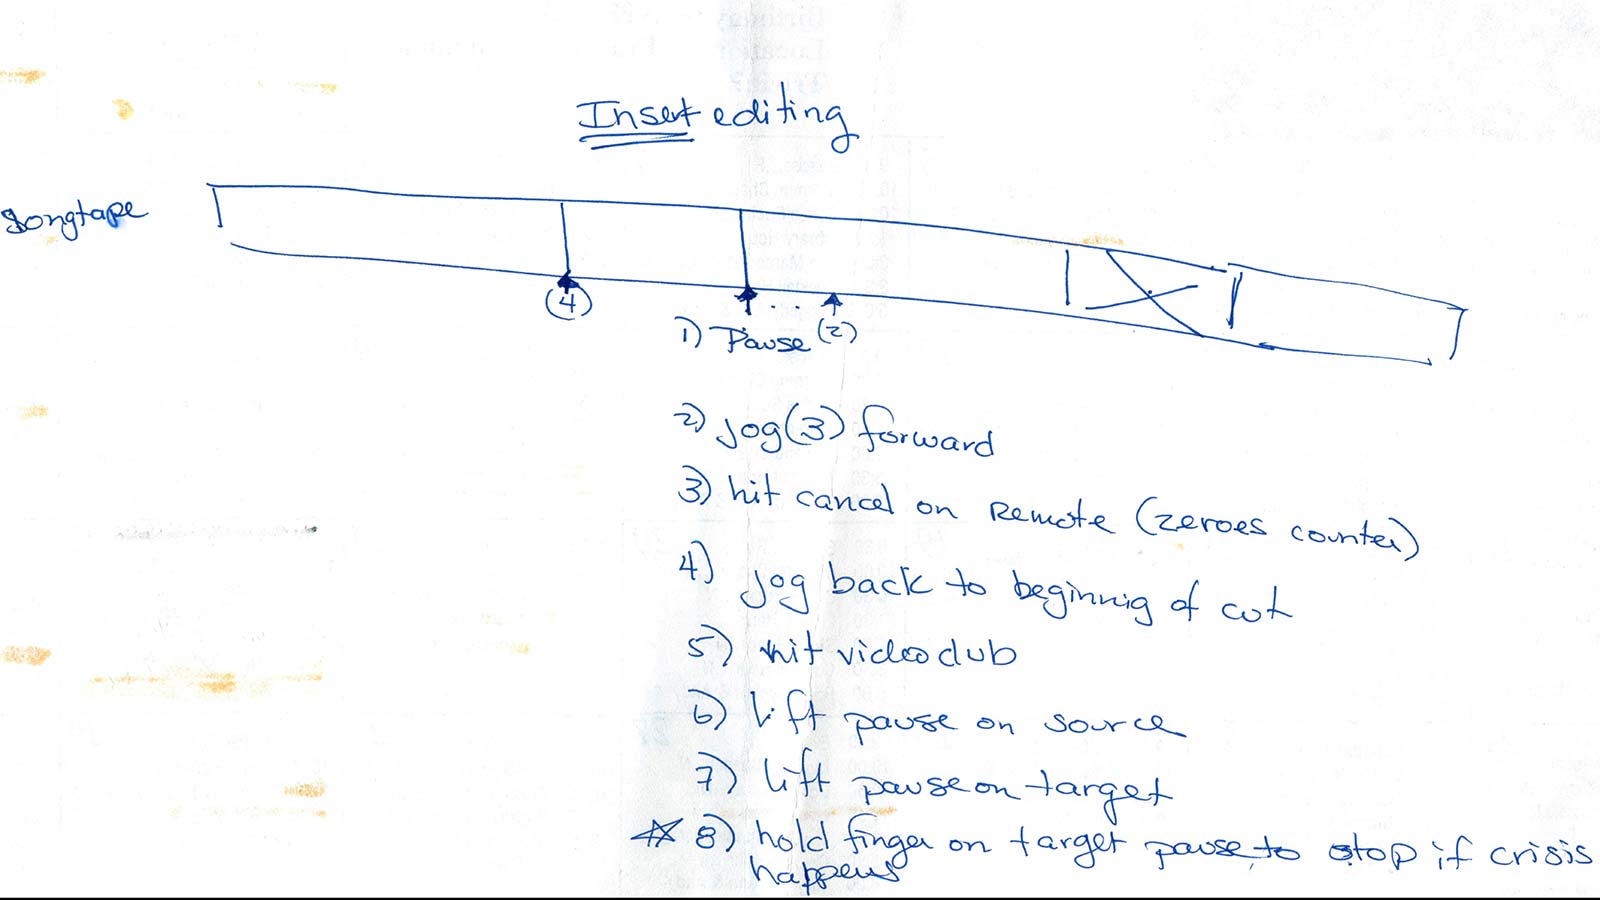 Insert editing
Songtape
(4)
1) Pause (2)
2) jog (3) forward
3) hit cancel on Remote (zeroes counter)
4) jog back to beginnig of cut
5) hit video dub
6) lift pause on source
7) lift pause on target
8) hold finger on target pause to stop if crisis
happens